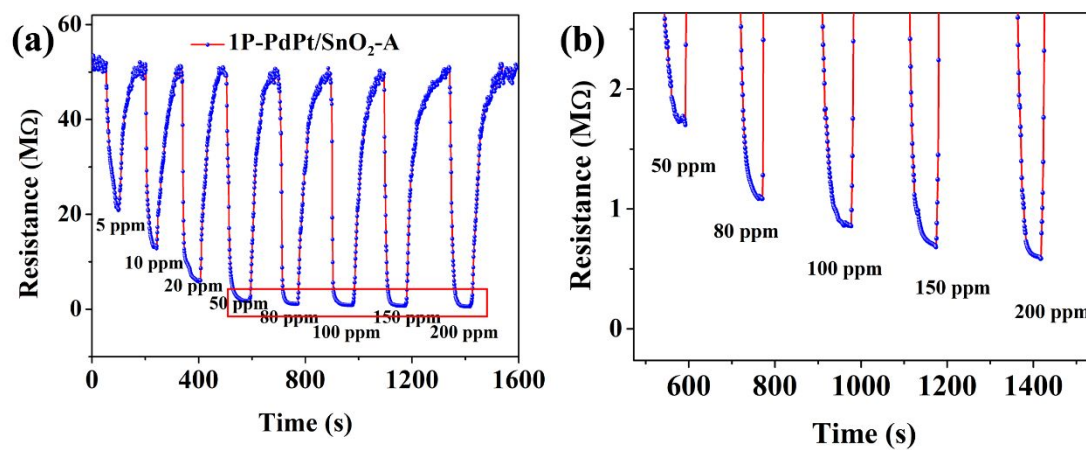 (a)
1P-PdPt/SnO₂-A
Resistance (MΩ)
60
40
20
0
5 ppm
10 ppm
20 ppm
50 ppm
80 ppm
100 ppm
150 ppm
200 ppm
0 400 800 1200 1600
Time (s)
(b)
Resistance (MΩ)
2
1
0
50 ppm
80 ppm
100 ppm
150 ppm
200 ppm
600 800 1000 1200 1400
Time (s)